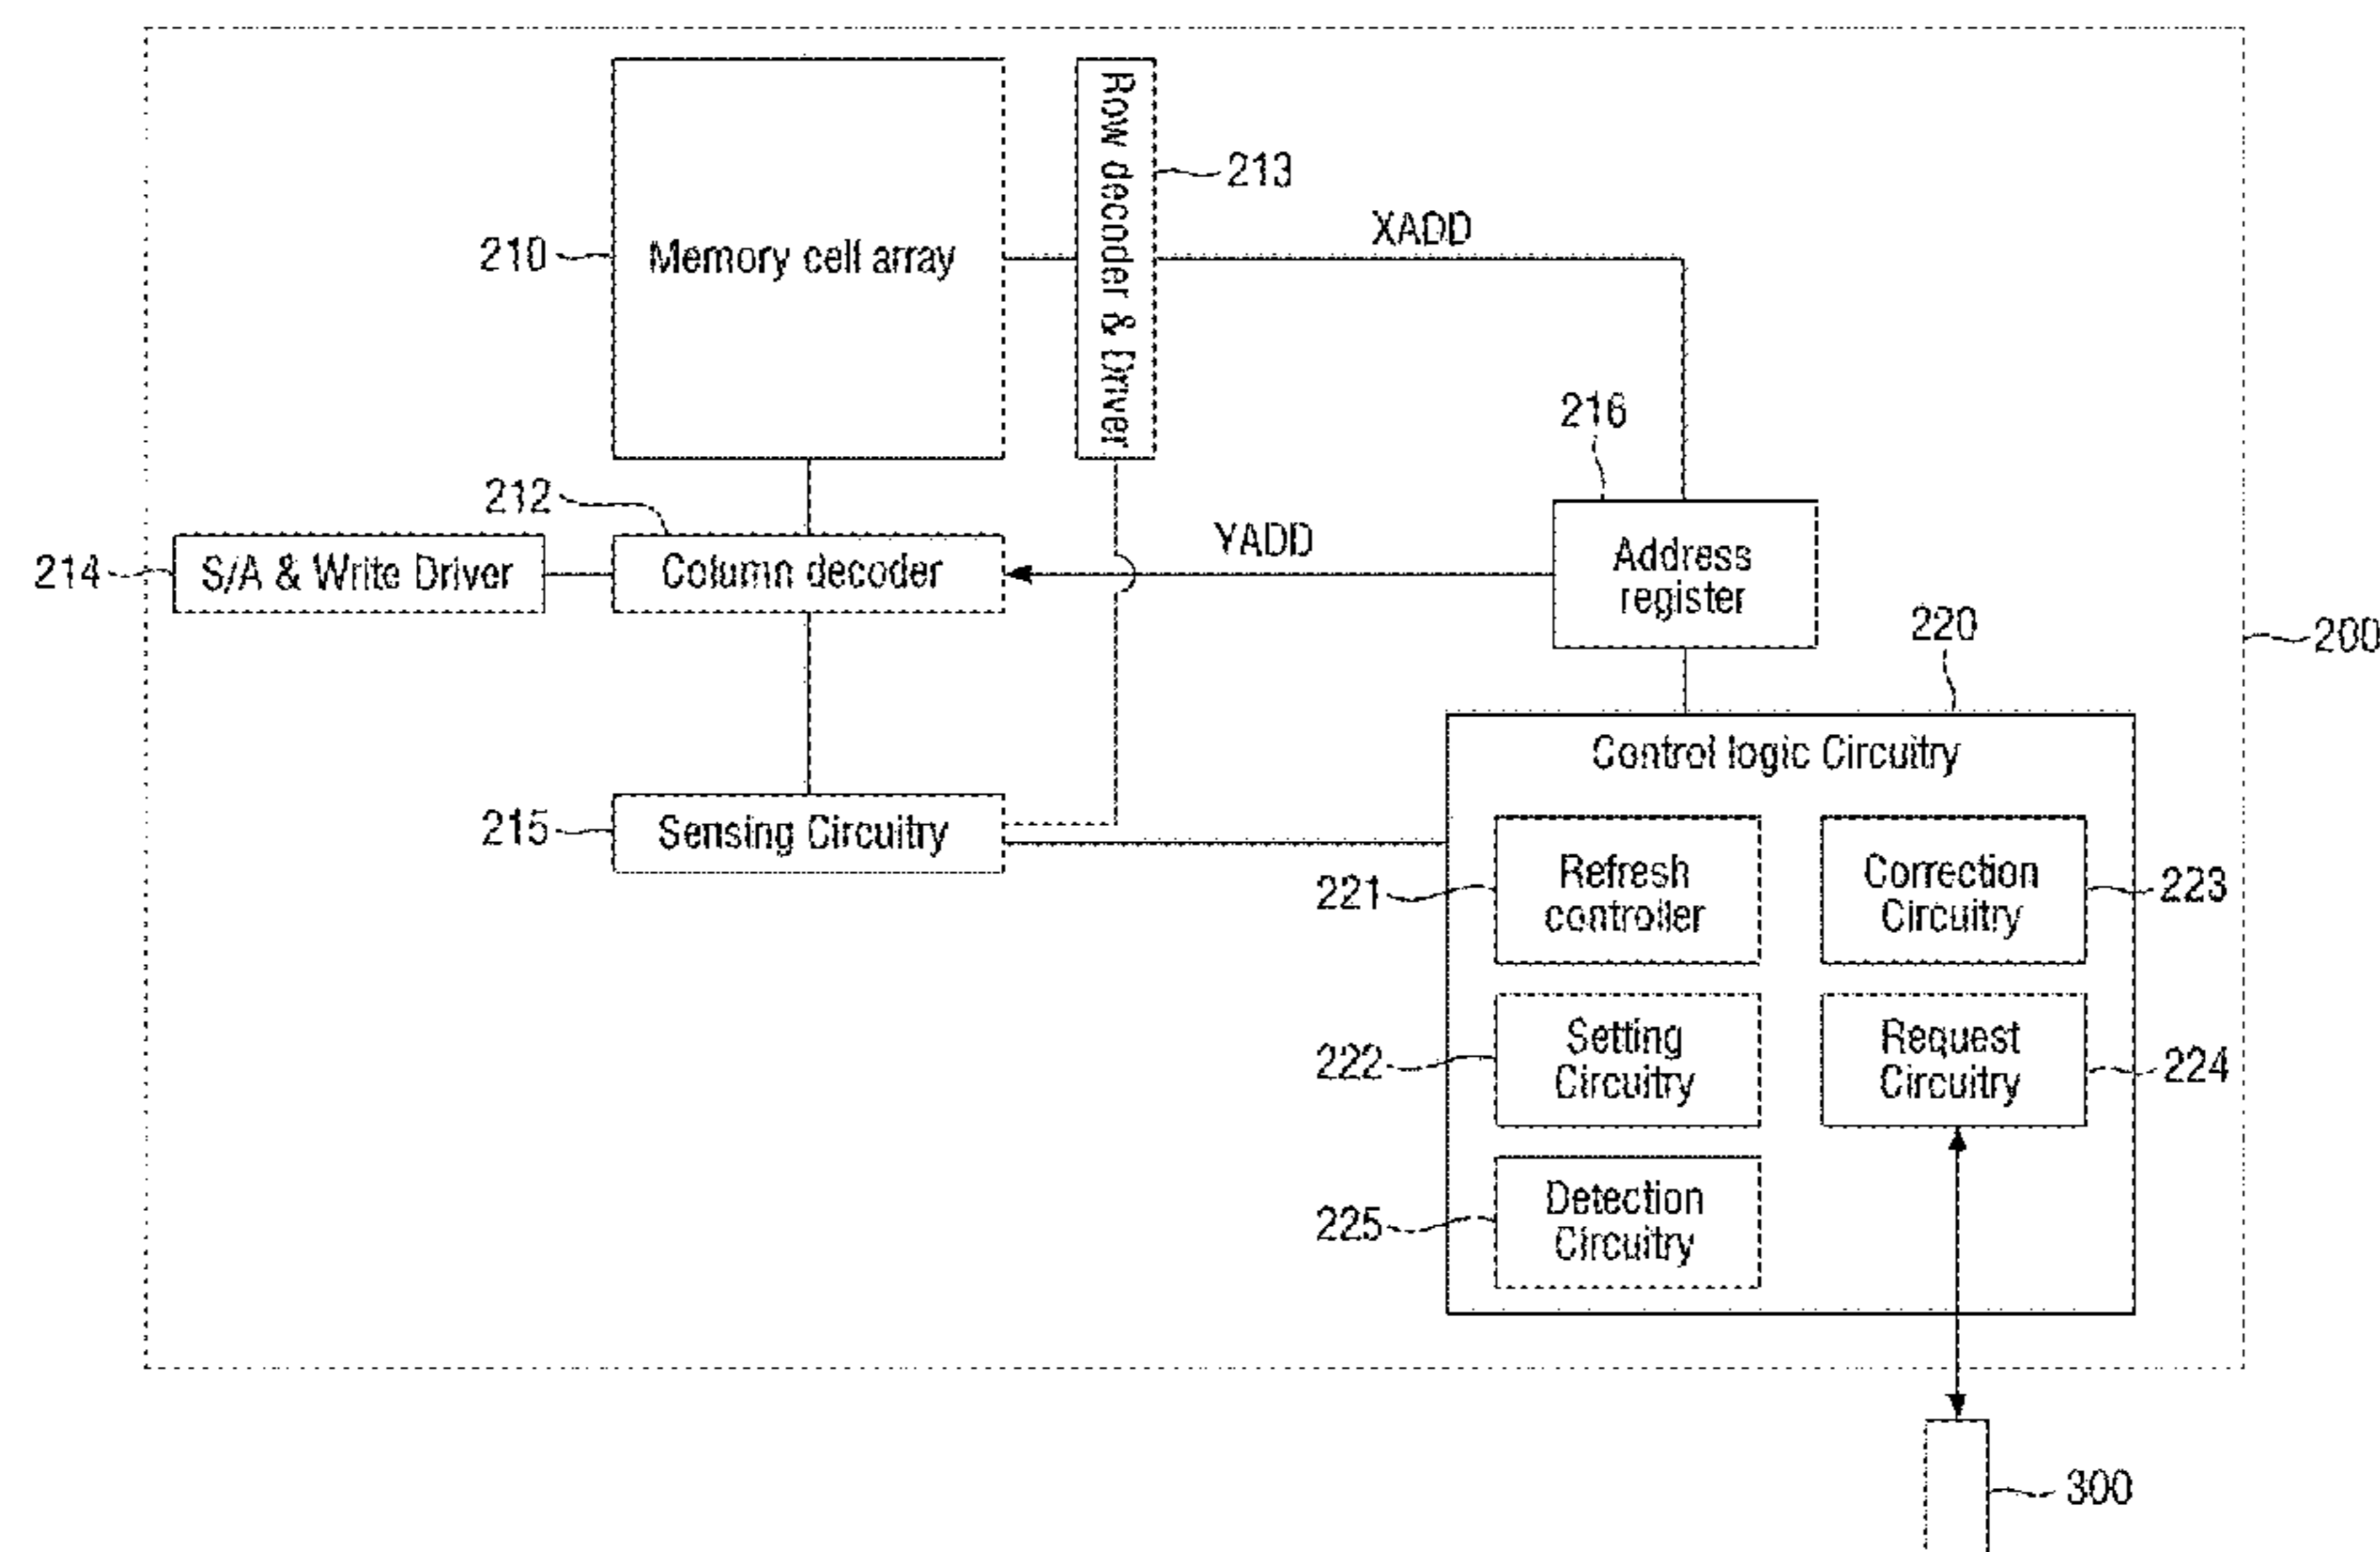 Row decoder & Driver
213
XADD
210
Memory cell array
216
212
YADD
214
S/A & Write Driver
Column decoder
Address
register
220
200
Control logic Circuitry
215
Sensing Circuitry
221
Refresh
controller
Correction
Circuitry
223
222
Setting
Circuitry
Request
Circuitry
224
225
Detection
Circuitry
300